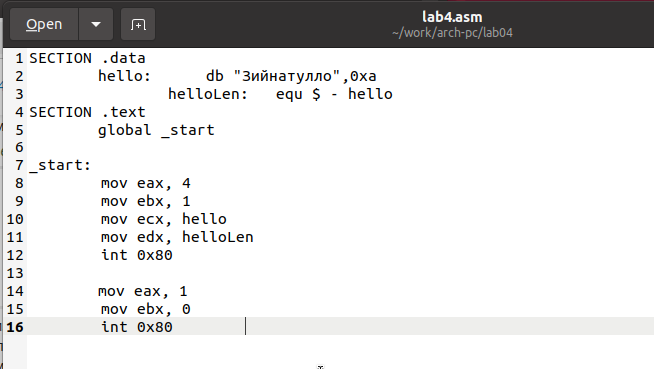 Open
lab4.asm
~/work/arch-pc/lab04
1 SECTION .data
2 hello: db "Зийнатулло",0xa
3 helloLen: equ $ - hello
4 SECTION .text
5 global _start
6
7 _start:
8 mov eax, 4
9 mov ebx, 1
10 mov ecx, hello
11 mov edx, helloLen
12 int 0x80
13
14 mov eax, 1
15 mov ebx, 0
16 int 0x80